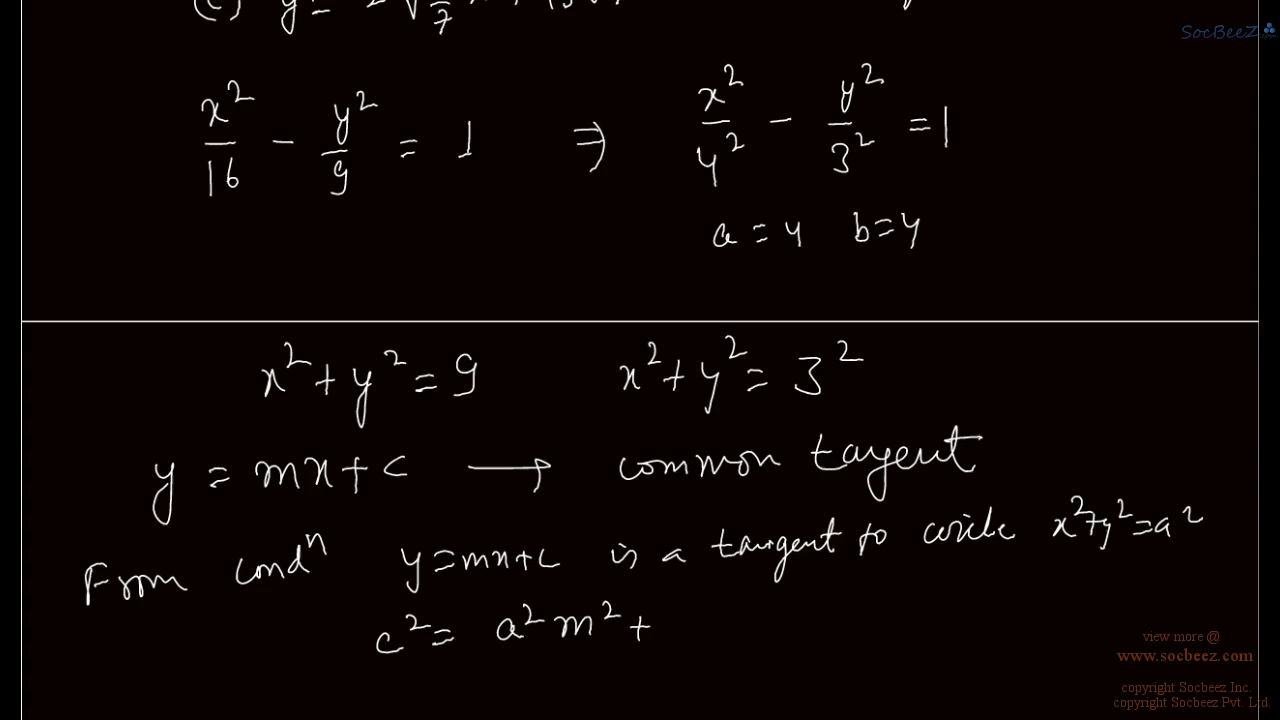 SocBeeZ
x²/16 - y²/9 = 1 ⇒ x²/4² - y²/3² = 1
a = 4 b = 4
x² + y² = 9 x² + y² = 3²
y = mx + c → common tangent
From condⁿ y = mx + c is a tangent to circle x² + y² = a²
c² = a² m² +
view more @
www.socbeez.com
copyright Socbeez Inc.
copyright Socbeez Pvt. Ltd.